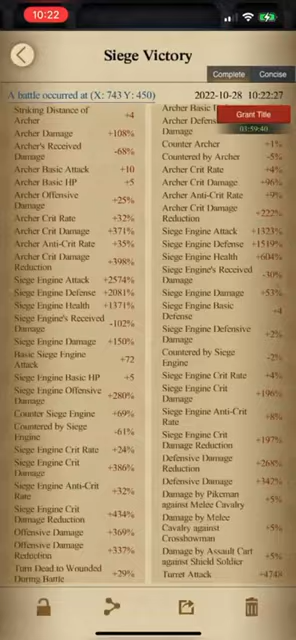 10:22
Siege Victory
Complete
Concise
A battle occurred at (X: 743 Y: 450)
2022-10-28 10:22:27
Grant Title
01:59:40
Striking Distance of
Archer +4
Archer Damage +108%
Archer's Received
Damage -68%
Archer Basic Attack +10
Archer Basic HP +5
Archer Offensive
Damage +25%
Archer Crit Rate +32%
Archer Crit Damage +371%
Archer Anti-Crit Rate +35%
Archer Crit Damage
Reduction +398%
Siege Engine Attack +2574%
Siege Engine Defense +2081%
Siege Engine Health +1371%
Siege Engine's Received
Damage -102%
Siege Engine Damage +150%
Basic Siege Engine
Attack +72
Siege Engine Basic HP +5
Siege Engine Offensive
Damage +280%
Counter Siege Engine +69%
Countered by Siege
Engine -61%
Siege Engine Crit Rate +24%
Siege Engine Crit
Damage +386%
Siege Engine Anti-Crit
Rate +32%
Siege Engine Crit
Damage Reduction +434%
Offensive Damage +369%
Offensive Damage
Reduction +337%
Turn Dead to Wounded
During Battle +29%
Archer Basic
Archer Defens
Damage
Counter Archer +1%
Countered by Archer -5%
Archer Crit Rate +4%
Archer Crit Damage +96%
Archer Anti-Crit Rate +9%
Archer Crit Damage
Reduction +222%
Siege Engine Attack +1323%
Siege Engine Defense +1519%
Siege Engine Health +604%
Siege Engine's Received
Damage -30%
Siege Engine Damage +53%
Siege Engine Basic
Defense +4
Siege Engine Defensive
Damage +2%
Countered by Siege
Engine -2%
Siege Engine Crit Rate +4%
Siege Engine Crit
Damage +196%
Siege Engine Anti-Crit
Rate +8%
Siege Engine Crit
Damage Reduction +197%
Defensive Damage
Reduction +268%
Defensive Damage +342%
Damage by Pikeman
against Melee Cavalry +5%
Damage by Melee
Cavalry against
Crossbowman +5%
Damage by Assault Cart
against Shield Soldier +5%
Turret Attack +4748